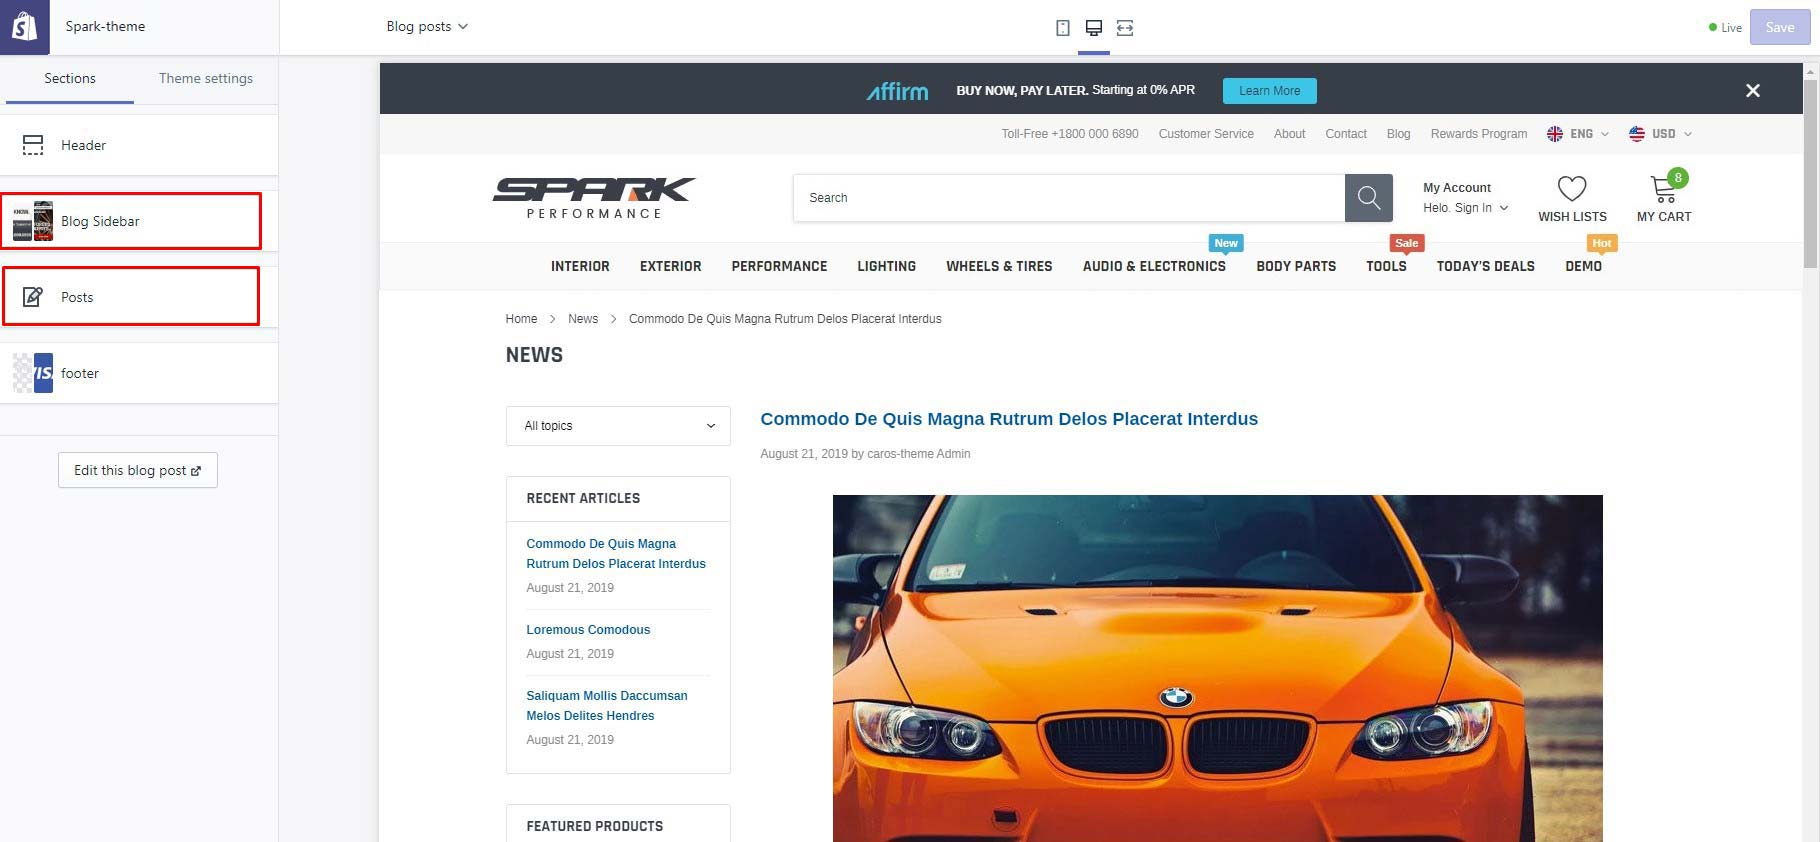 Spark-theme
Blog posts
Live
Save
Sections
Theme settings
Header
Blog Sidebar
Posts
footer
Edit this blog post
affirm BUY NOW, PAY LATER. Starting at 0% APR Learn More
Toll-Free +1800 000 6890 Customer Service About Contact Blog Rewards Program ENG USD
SPARK
PERFORMANCE
Search
My Account
Helo. Sign In
WISH LISTS
8
MY CART
New Sale Hot
INTERIOR EXTERIOR PERFORMANCE LIGHTING WHEELS & TIRES AUDIO & ELECTRONICS BODY PARTS TOOLS TODAY'S DEALS DEMO
Home > News > Commodo De Quis Magna Rutrum Delos Placerat Interdus
NEWS
All topics
RECENT ARTICLES
Commodo De Quis Magna
Rutrum Delos Placerat Interdus
August 21, 2019
Loremous Comodous
August 21, 2019
Saliquam Mollis Daccumsan
Melos Delites Hendres
August 21, 2019
FEATURED PRODUCTS
Commodo De Quis Magna Rutrum Delos Placerat Interdus
August 21, 2019 by caros-theme Admin